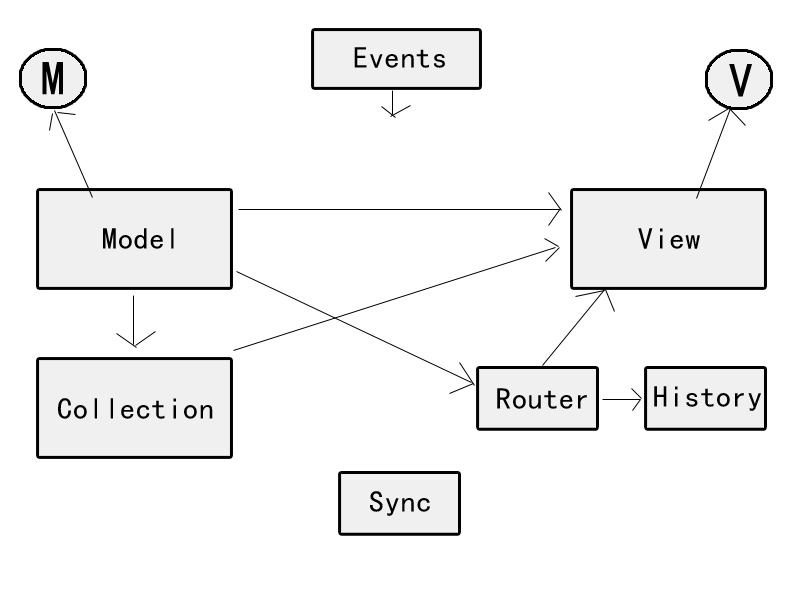 Events
M
V
Model
View
Collection
Router
History
Sync